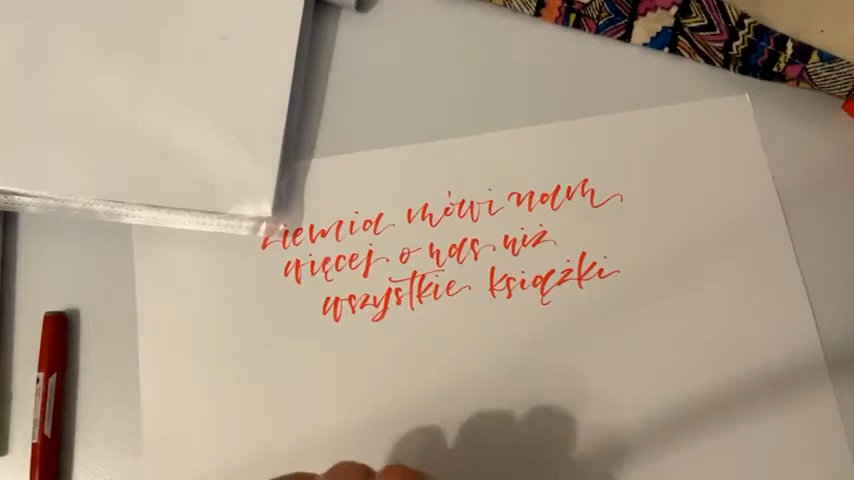 ziemia mówi nam
więcej o nas niż
wszystkie książki